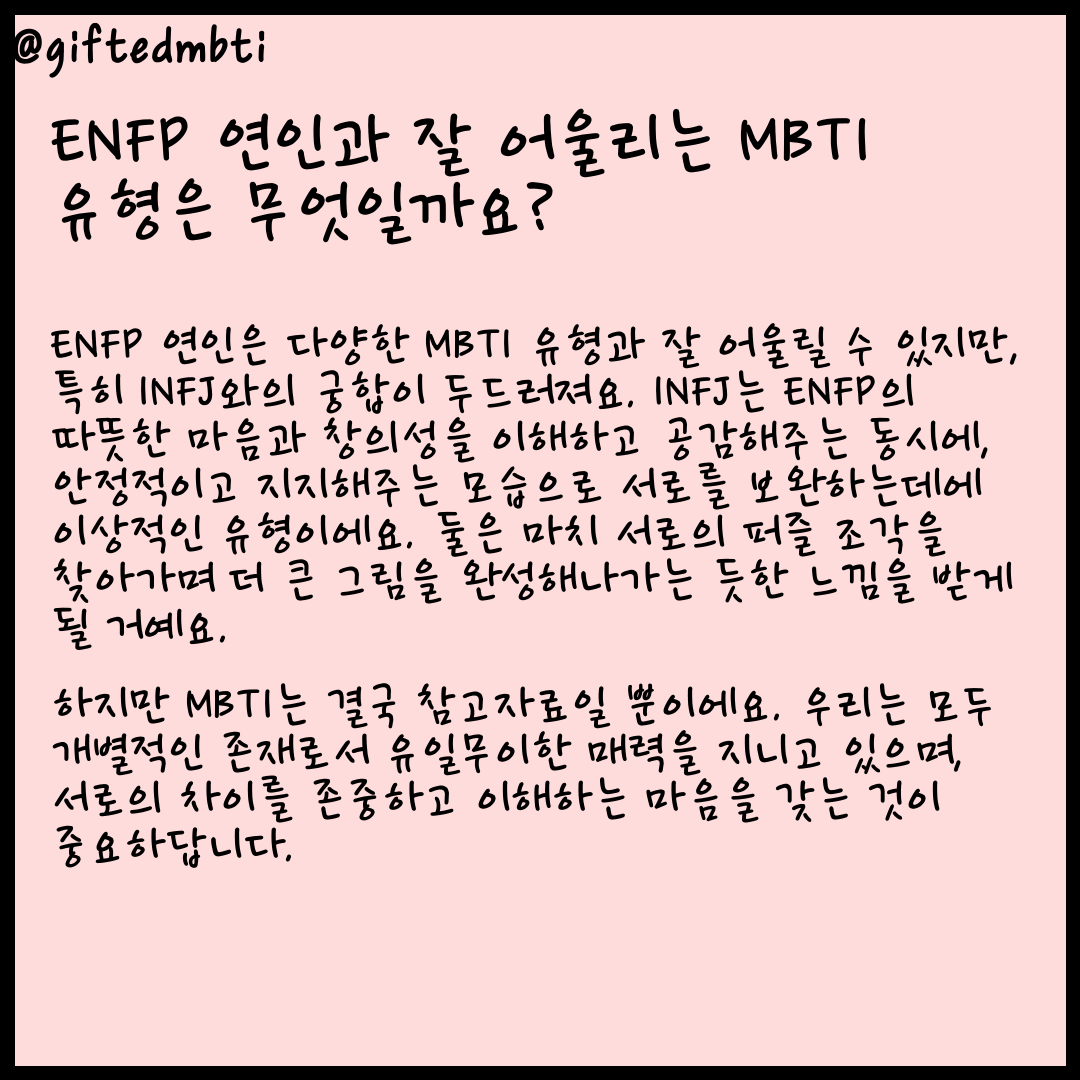 @giftedmbti
ENFP 연인과 잘 어울리는 MBTI
유형은 무엇일까요?
ENFP 연인은 다양한 MBTI 유형과 잘 어울릴 수 있지만,
특히 INFJ와의 궁합이 두드러져요. INFJ는 ENFP의
따뜻한 마음과 창의성을 이해하고 공감해주는 동시에,
안정적이고 지지해주는 모습으로 서로를 보완하는데에
이상적인 유형이에요. 둘은 마치 서로의 퍼즐 조각을
찾아가며 더 큰 그림을 완성해나가는 듯한 느낌을 받게
될 거예요.
하지만 MBTI는 결국 참고자료일 뿐이에요. 우리는 모두
개별적인 존재로서 유일무이한 매력을 지니고 있으며,
서로의 차이를 존중하고 이해하는 마음을 갖는 것이
중요하답니다.